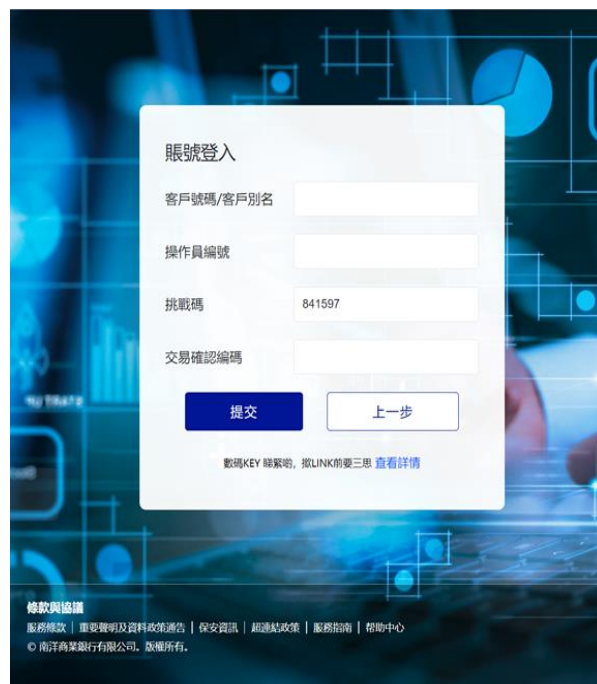 賬號登入
客戶號碼/客戶別名
操作員編號
挑戰碼 841597
交易確認編碼
提交 上一步
數碼KEY 睇緊啲, 撳LINK前要三思 查看詳情
條款與協議
服務條款 | 重要聲明及資料政策通告 | 保安資訊 | 超連結政策 | 服務指南 | 帮助中心
© 南洋商業銀行有限公司。版權所有。